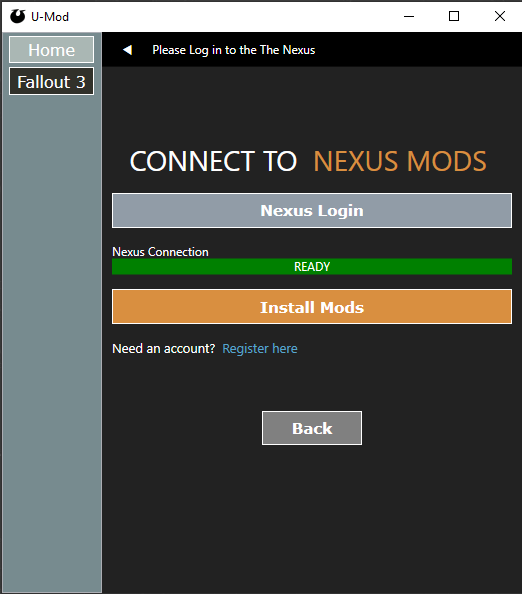 U-Mod
Home
Fallout 3
Please Log in to the The Nexus
CONNECT TO NEXUS MODS
Nexus Login
Nexus Connection
READY
Install Mods
Need an account? Register here
Back